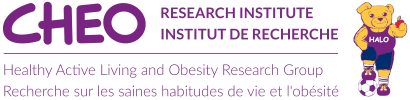 CHEO
RESEARCH INSTITUTE
INSTITUT DE RECHERCHE
HALO
Healthy Active Living and Obesity Research Group
Recherche sur les saines habitudes de vie et l'obésité